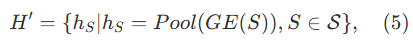 H′ = {h_S|h_S = Pool(GE(S)), S ∈ 𝒮}, (5)